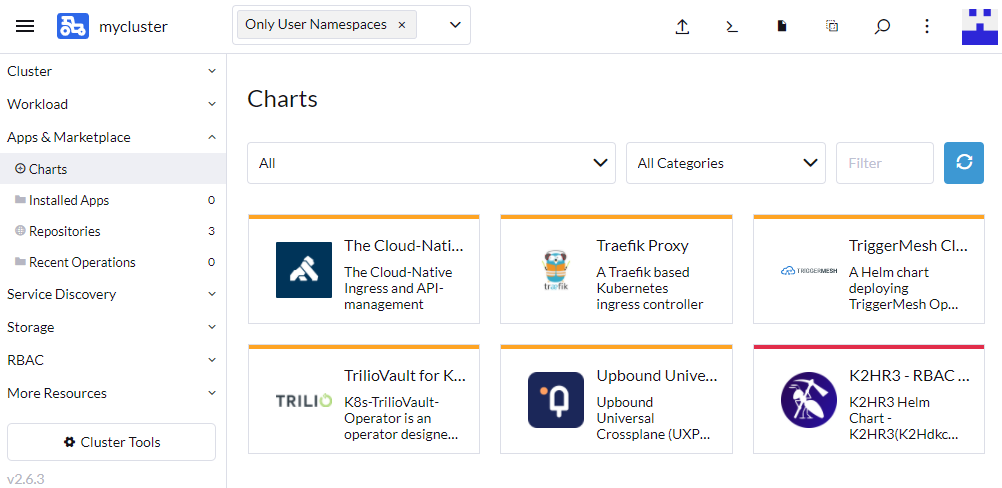 mycluster
Only User Namespaces ×
Cluster
Workload
Apps & Marketplace
Charts
Installed Apps 0
Repositories 3
Recent Operations 0
Service Discovery
Storage
RBAC
More Resources
Cluster Tools
v2.6.3
Charts
All
All Categories
Filter
The Cloud-Nati...
The Cloud-Native
Ingress and API-
management
træfik
Traefik Proxy
A Traefik based
Kubernetes
ingress controller
TRIGGERMESH
TriggerMesh Cl...
A Helm chart
deploying
TriggerMesh Op...
TRILIO
TrilioVault for K...
K8s-TrilioVault-
Operator is an
operator designe...
Upbound Unive...
Upbound
Universal
Crossplane (UXP...
K2HR3 - RBAC ...
K2HR3 Helm
Chart -
K2HR3(K2Hdkc...